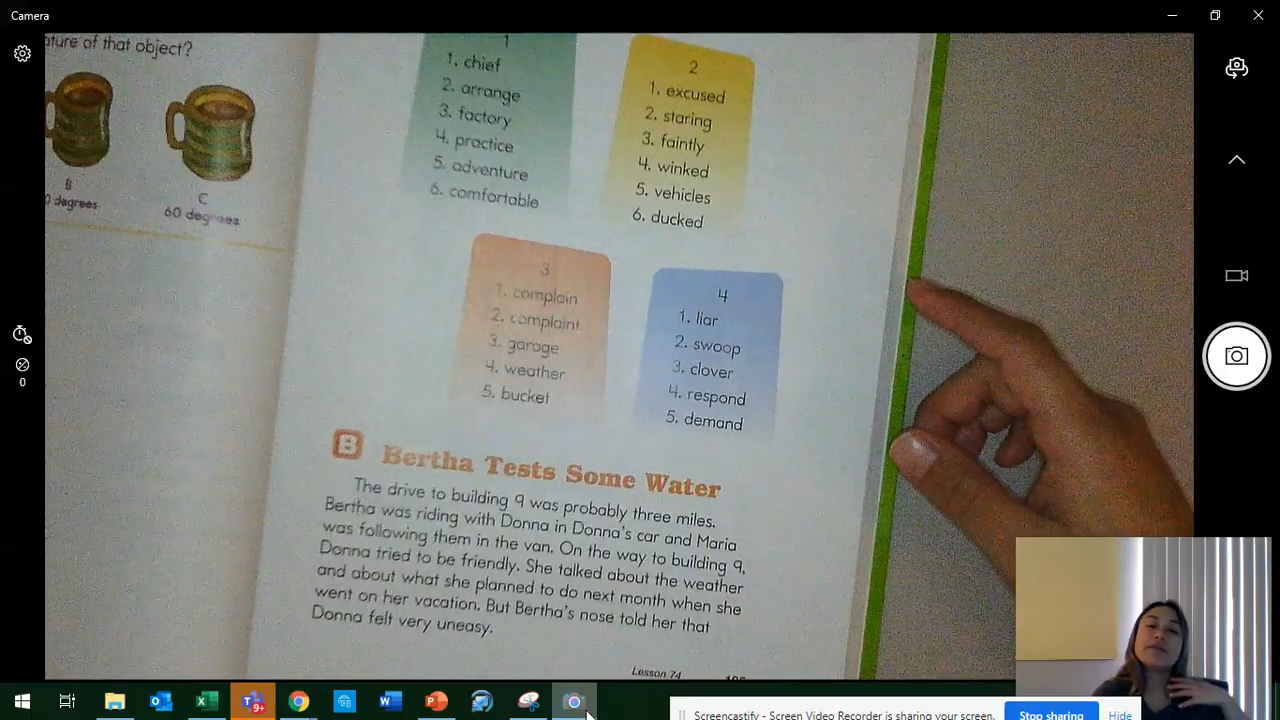 Camera
ature of that object?
B
0 degrees
C
60 degrees
1
1. chief
2. arrange
3. factory
4. practice
5. adventure
6. comfortable
2
1. excused
2. staring
3. faintly
4. winked
5. vehicles
6. ducked
3
1. complain
2. complaint
3. garage
4. weather
5. bucket
4
1. liar
2. swoop
3. clover
4. respond
5. demand
B Bertha Tests Some Water
The drive to building 9 was probably three miles.
Bertha was riding with Donna in Donna's car and Maria
was following them in the van. On the way to building 9,
Donna tried to be friendly. She talked about the weather
and about what she planned to do next month when she
went on her vacation. But Bertha's nose told her that
Donna felt very uneasy.
Lesson 74
0
9+
Screencastify - Screen Video Recorder is sharing your screen.
Stop sharing
Hide